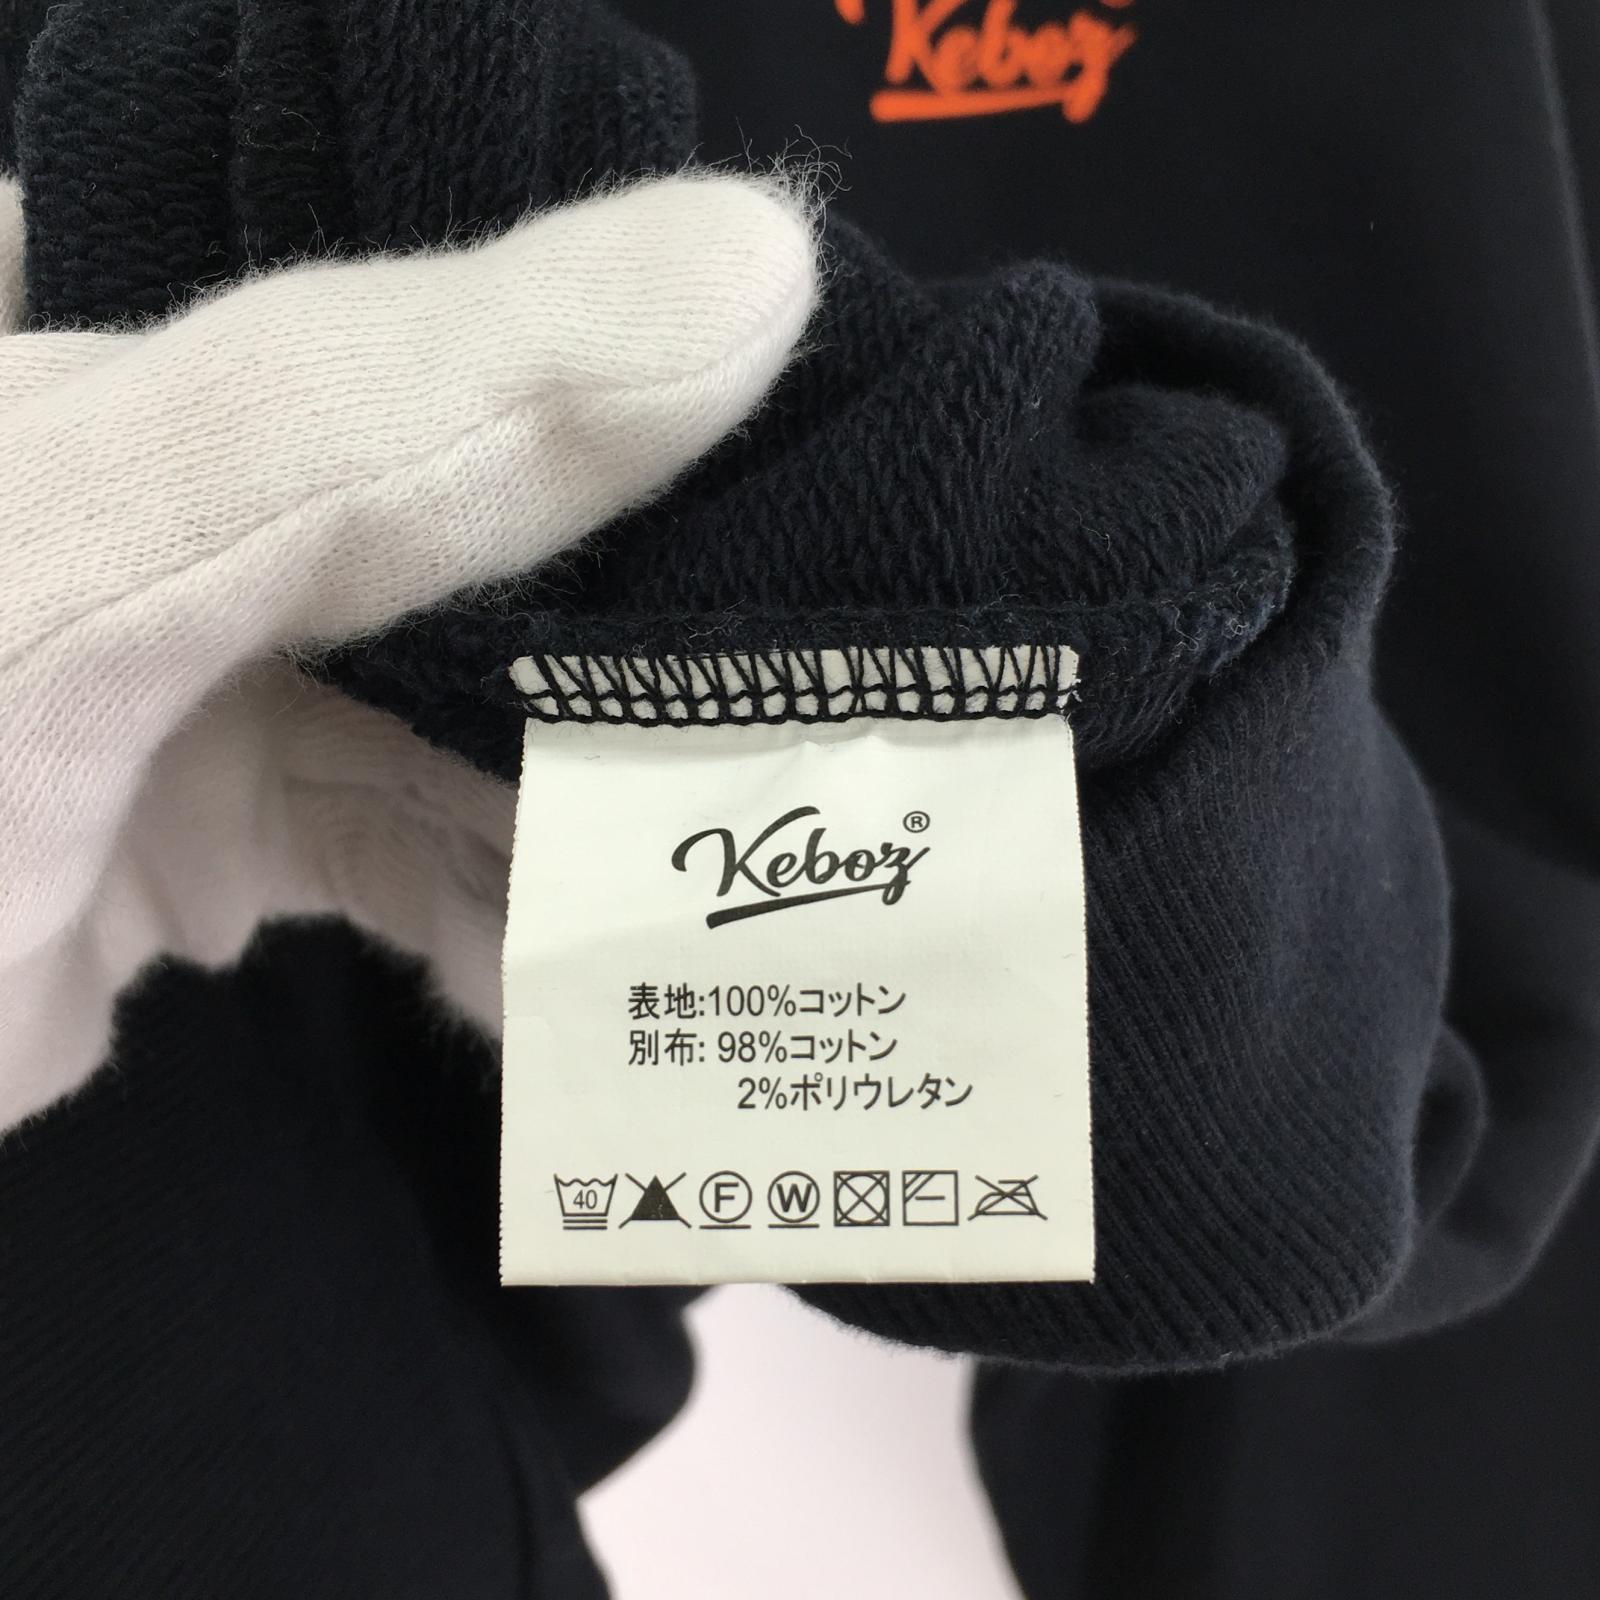 Keboz
Keboz®
表地:100%コットン
別布: 98%コットン
2%ポリウレタン
40 F W